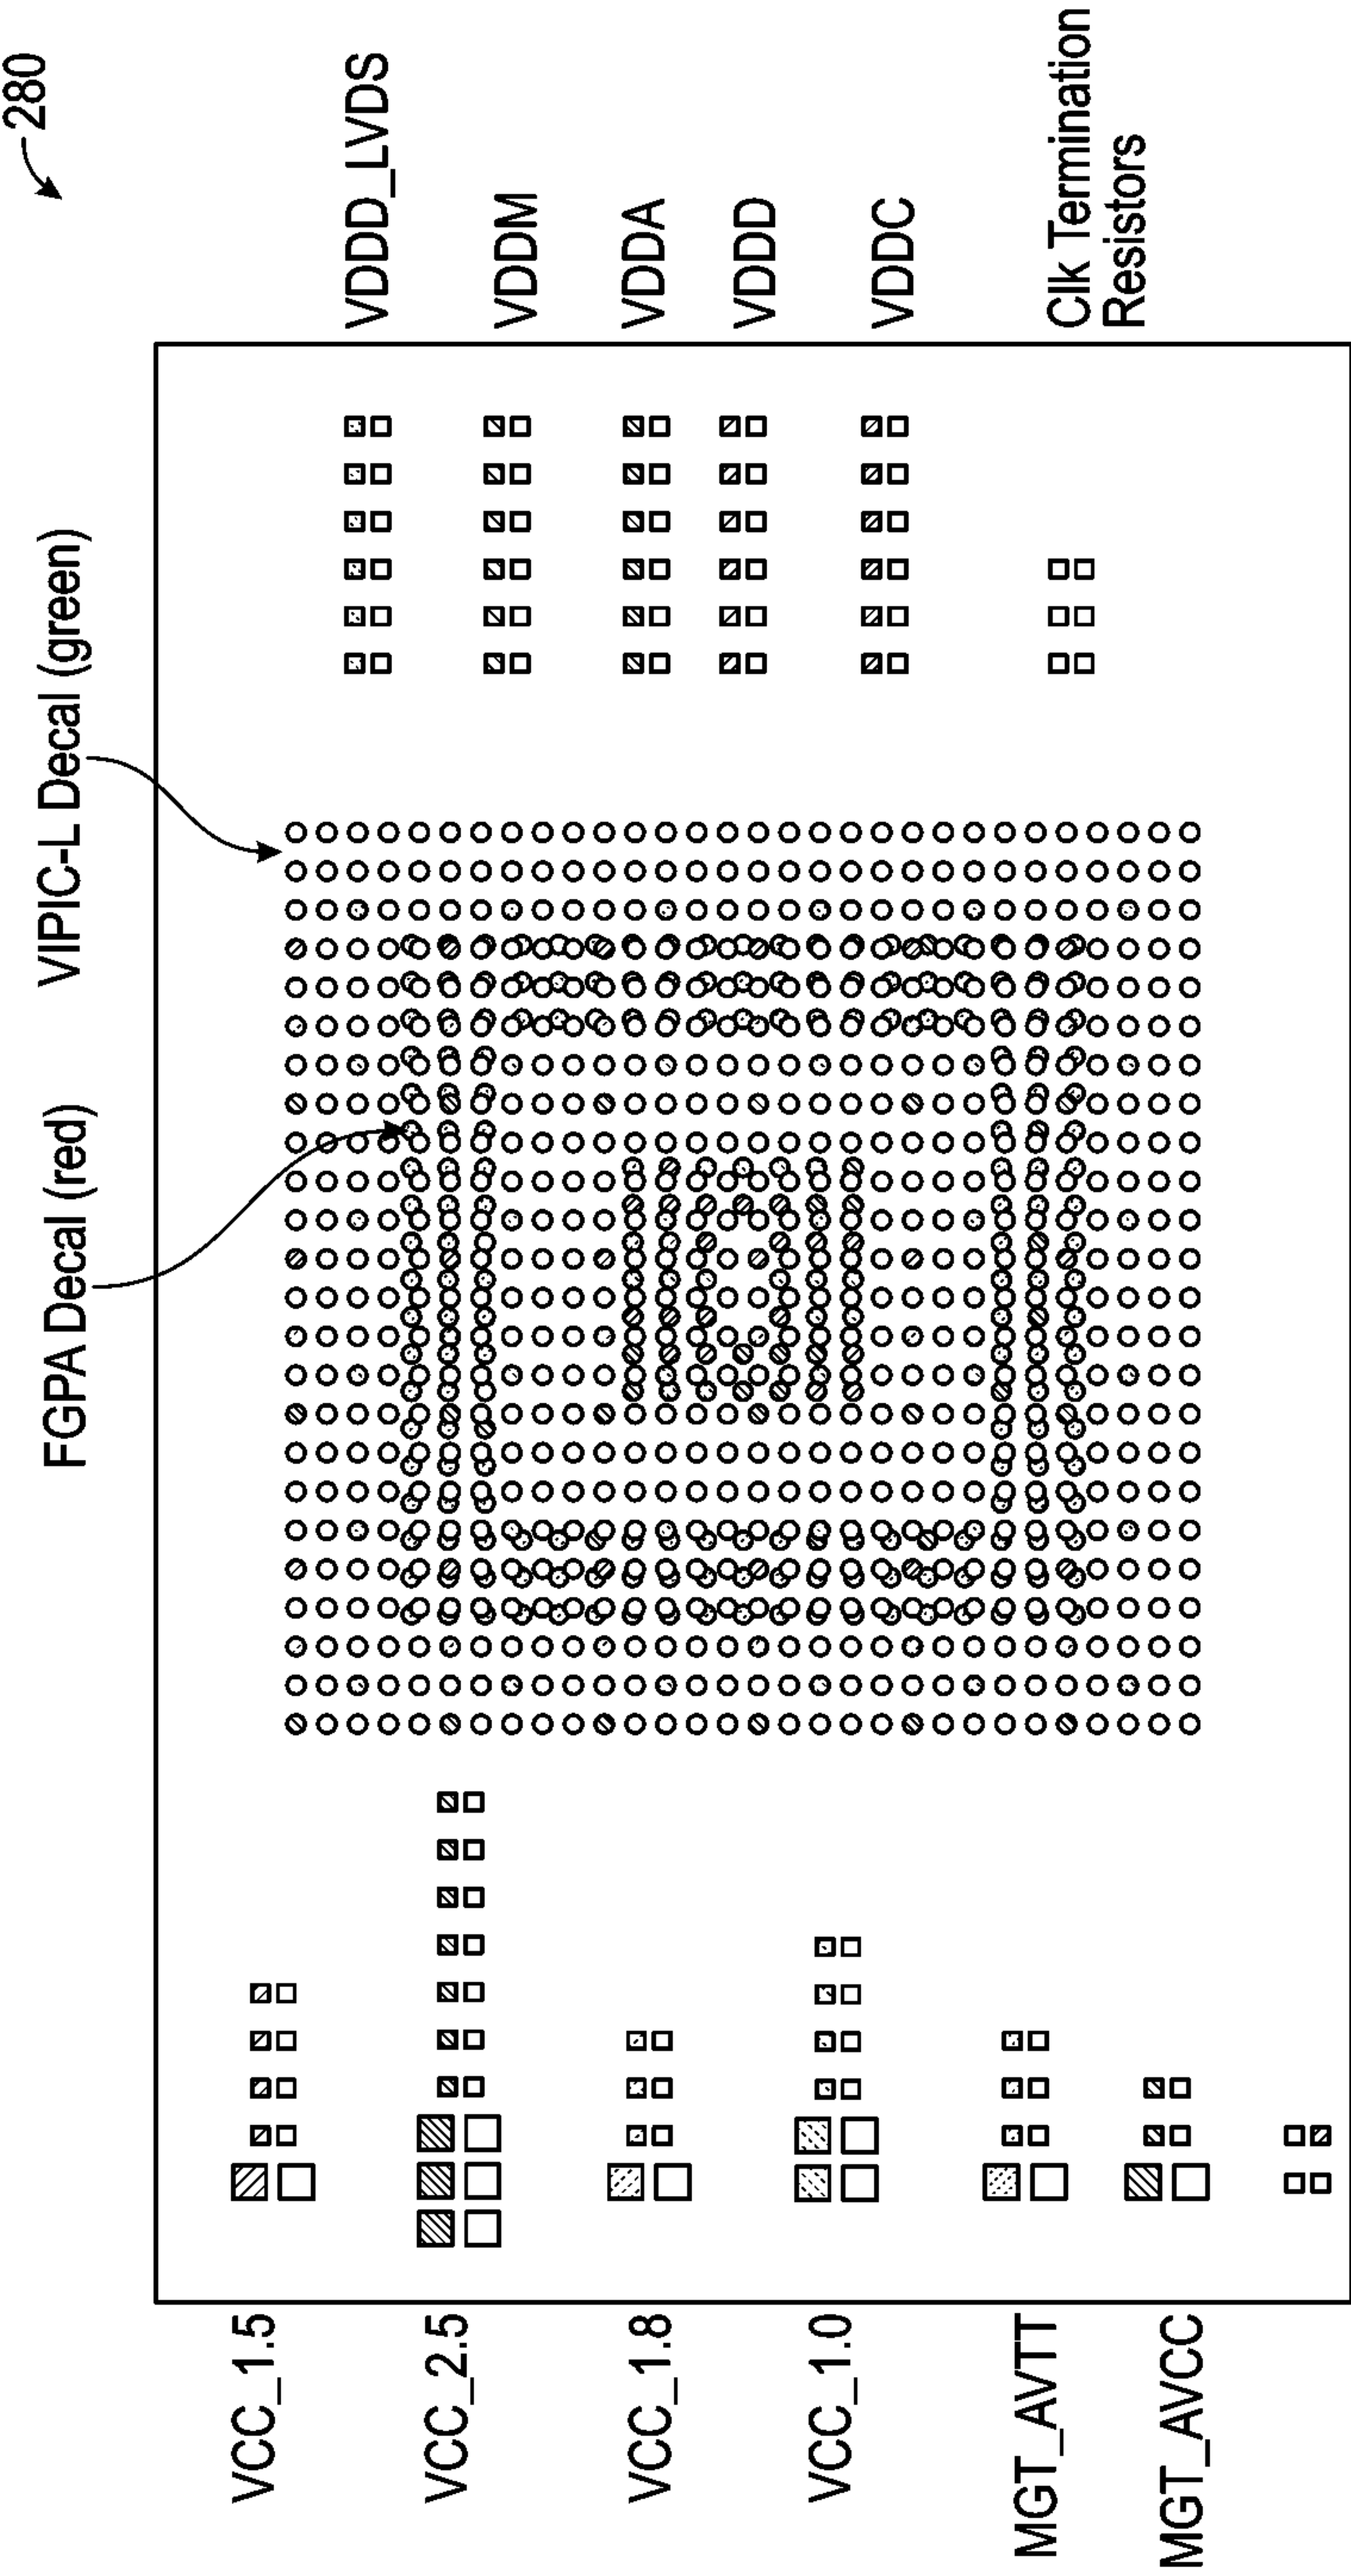 280
VIPIC-L Decal (green)
FGPA Decal (red)
VDDD_LVDS
VDDM
VDDA
VDDD
VDDC
Clk Termination
Resistors
VCC_1.5
VCC_2.5
VCC_1.8
VCC_1.0
MGT_AVTT
MGT_AVCC